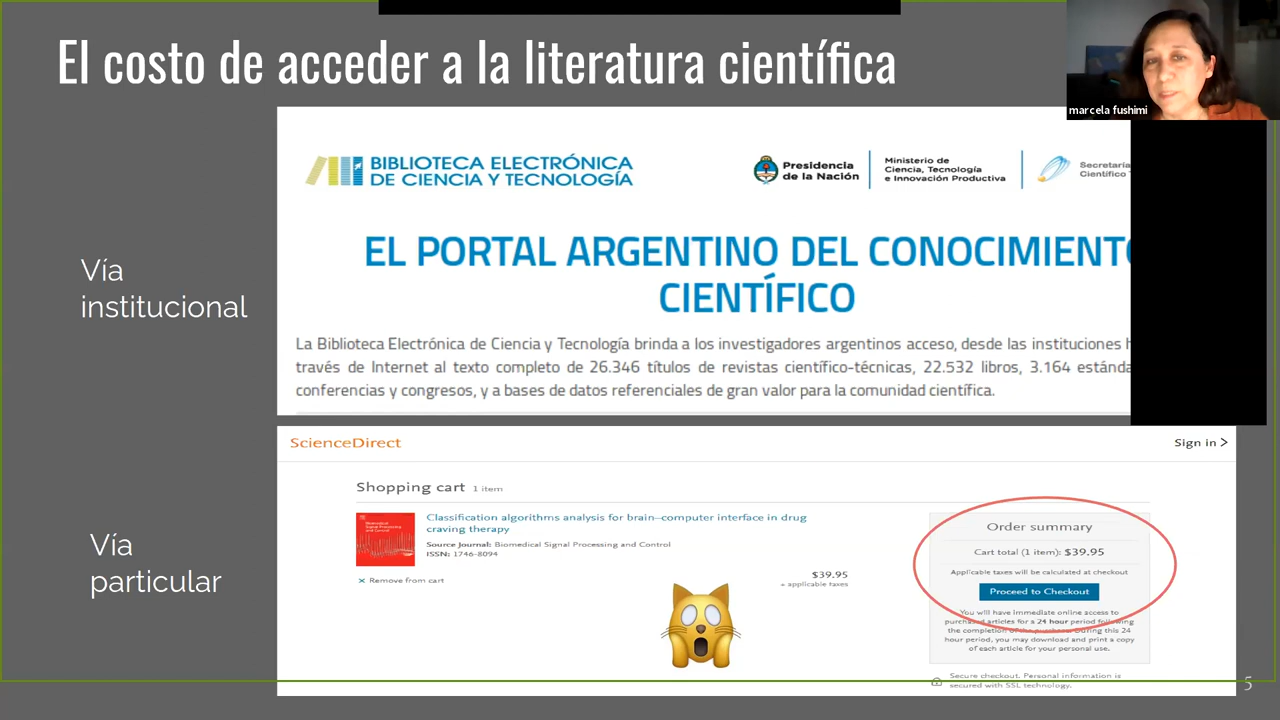 El costo de acceder a la literatura científica
marcela fushimi
BIBLIOTECA ELECTRÓNICA
DE CIENCIA Y TECNOLOGÍA
Presidencia
de la Nación
Ministerio de
Ciencia, Tecnología
e Innovación Productiva
Secretaría
Científico
EL PORTAL ARGENTINO DEL CONOCIMIENTO
CIENTÍFICO
Vía
institucional
La Biblioteca Electrónica de Ciencia y Tecnología brinda a los investigadores argentinos acceso, desde las instituciones
través de Internet al texto completo de 26.346 títulos de revistas científico-técnicas, 22.532 libros, 3.164
conferencias y congresos, y a bases de datos referenciales de gran valor para la comunidad científica.
ScienceDirect
Sign in >
Shopping cart 1 item
Classification algorithms analysis for brain–computer interface in drug
craving therapy
Source Journal: Biomedical Signal Processing and Control
ISSN: 1746-8094
× Remove from cart
$39.95
+ applicable taxes
Order summary
Cart total (1 item): $39.95
Applicable taxes will be calculated at checkout
Proceed to Checkout
You will have immediate online access to
purchased articles for a 24 hour period following
the completion of the purchase. During this 24
hour period, you may download and print a copy
of each article for your personal use.
Secure checkout. Personal information is
secured with SSL technology.
Vía
particular
5